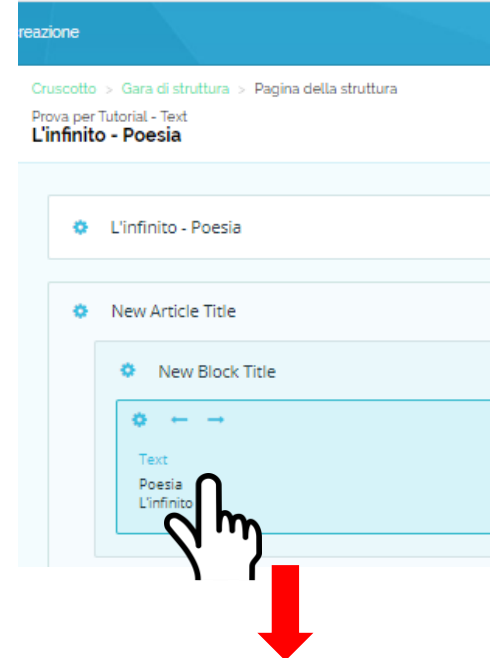 Cruscotto > Gara di struttura > Pagina della struttura
Prova per Tutorial - Text
L'infinito - Poesia
L'infinito - Poesia
New Article Title
New Block Title
Text
Poesia
L'infinito